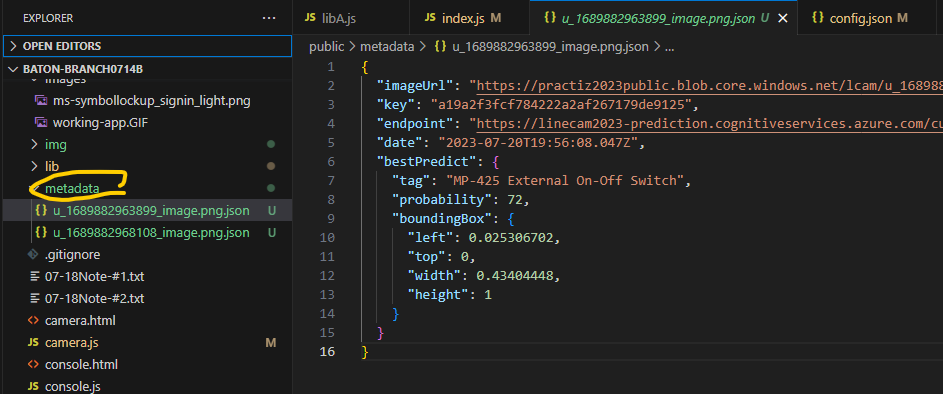 EXPLORER
OPEN EDITORS
BATON-BRANCH0714B
images
ms-symbollockup_signin_light.png
working-app.GIF
img
lib
metadata
{} u_1689882963899_image.png.json U
{} u_1689882968108_image.png.json U
.gitignore
07-18Note-#1.txt
07-18Note-#2.txt
<> camera.html
JS camera.js M
<> console.html
JS console.js
JS libA.js
JS index.js M
{} u_1689882963899_image.png.json U
{} config.json M
public > metadata > {} u_1689882963899_image.png.json > ...
1 {
2 "imageUrl": "https://practiz2023public.blob.core.windows.net/lcam/u_16898
3 "key": "a19a2f3fcf784222a2af267179de9125",
4 "endpoint": "https://linecam2023-prediction.cognitiveservices.azure.com/cu
5 "date": "2023-07-20T19:56:08.047Z",
6 "bestPredict": {
7 "tag": "MP-425 External On-Off Switch",
8 "probability": 72,
9 "boundingBox": {
10 "left": 0.025306702,
11 "top": 0,
12 "width": 0.43404448,
13 "height": 1
14 }
15 }
16 }